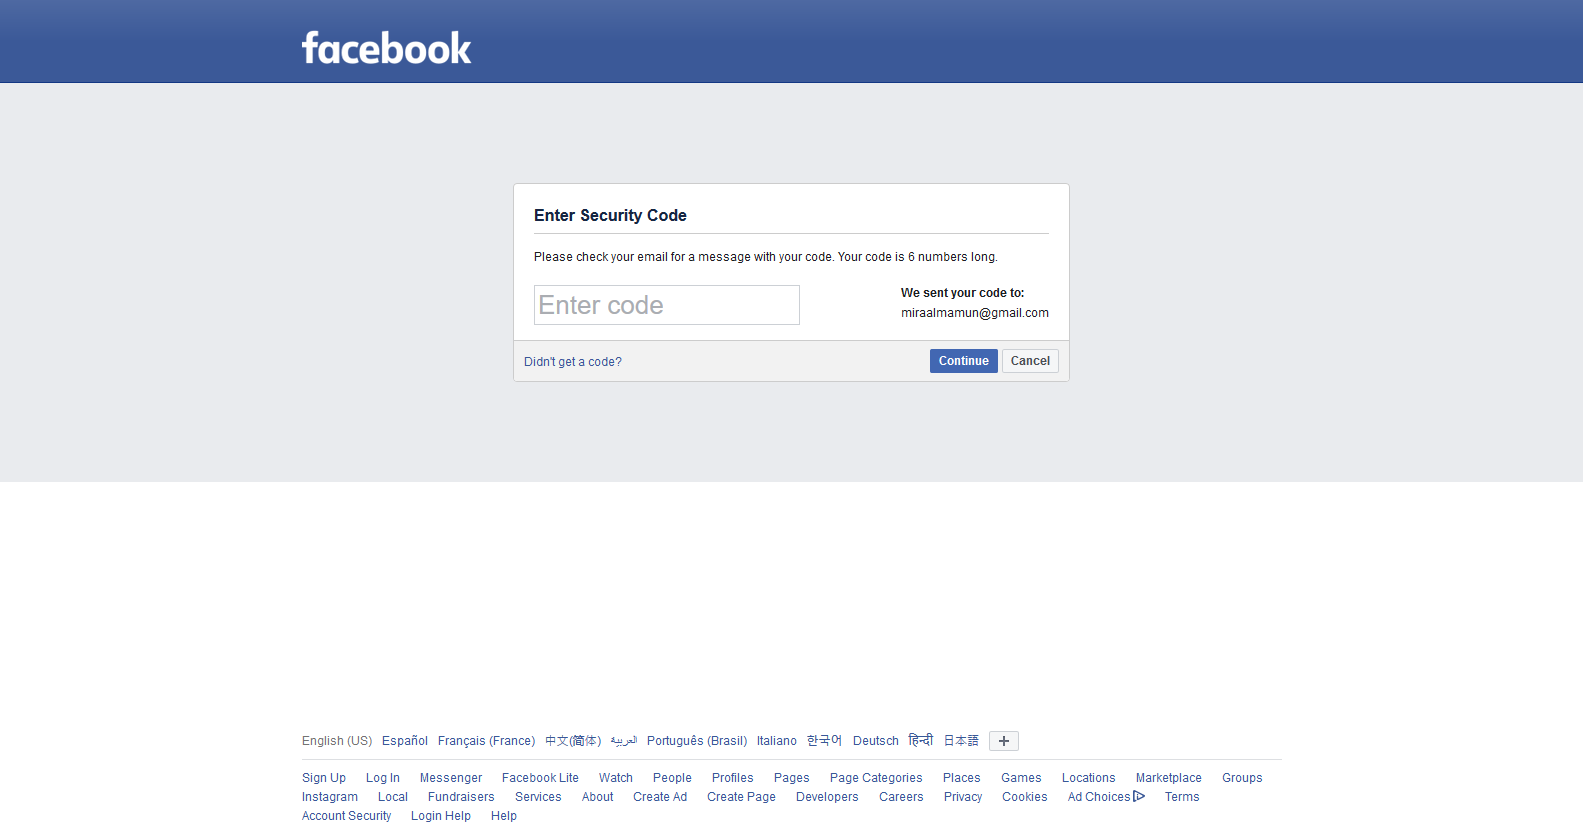 facebook
Enter Security Code
Please check your email for a message with your code. Your code is 6 numbers long.
Enter code
We sent your code to:
miraalmamun@gmail.com
Didn't get a code?
Continue Cancel
English (US) Español Français (France) 中文(简体) العربية Português (Brasil) Italiano 한국어 Deutsch हिन्दी 日本語
Sign Up Log In Messenger Facebook Lite Watch People Profiles Pages Page Categories Places Games Locations Marketplace Groups
Instagram Local Fundraisers Services About Create Ad Create Page Developers Careers Privacy Cookies Ad Choices Terms
Account Security Login Help Help